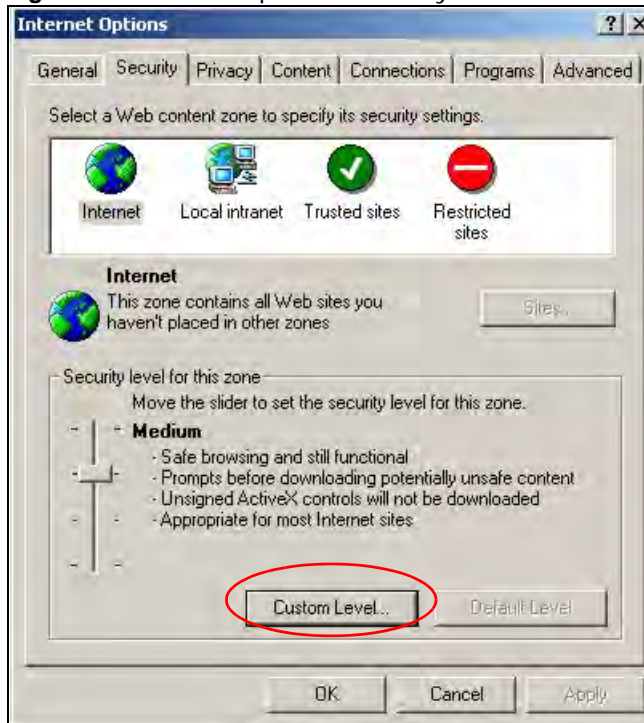 Internet Options
General Security Privacy Content Connections Programs Advanced
Select a Web content zone to specify its security settings.
Internet Local intranet Trusted sites Restricted sites
Internet
This zone contains all Web sites you
haven't placed in other zones
Sites...
Security level for this zone
Move the slider to set the security level for this zone.
Medium
- Safe browsing and still functional
- Prompts before downloading potentially unsafe content
- Unsigned ActiveX controls will not be downloaded
- Appropriate for most Internet sites
Custom Level... Default Level
OK Cancel Apply